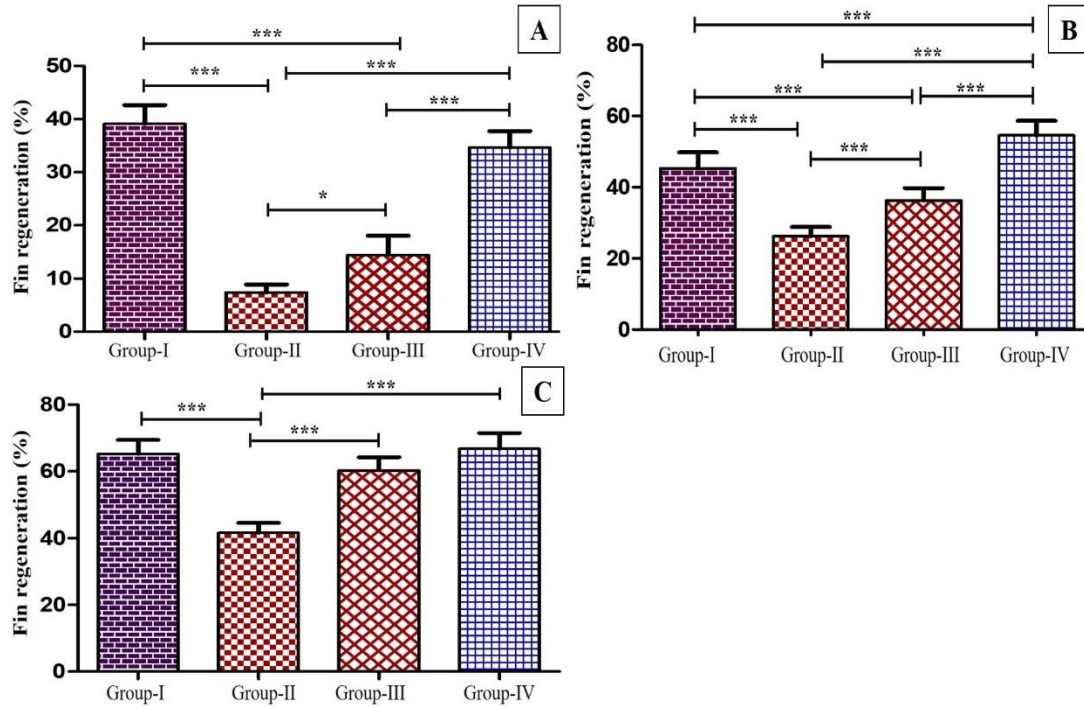 A
***
***
***
***
*
Fin regeneration (%)
50
40
30
20
10
0
Group-I
Group-II
Group-III
Group-IV
B
***
***
***
***
***
***
Fin regeneration (%)
80
60
40
20
0
Group-I
Group-II
Group-III
Group-IV
C
***
***
***
Fin regeneration (%)
80
60
40
20
0
Group-I
Group-II
Group-III
Group-IV